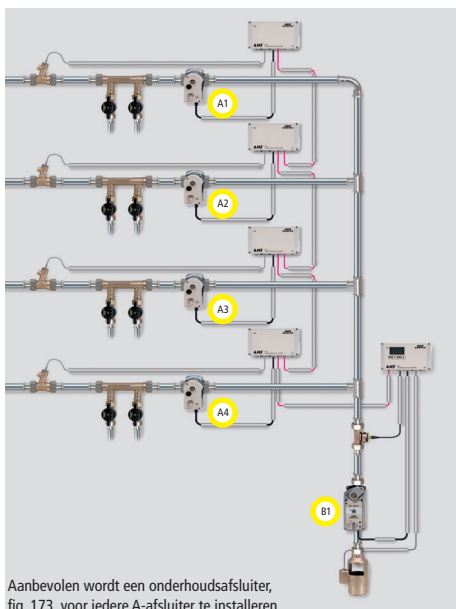 A1
A2
A3
A4
B1
Aanbevolen wordt een onderhoudsafsluiter,
fig. 173, voor iedere A-afsluiter te installeren